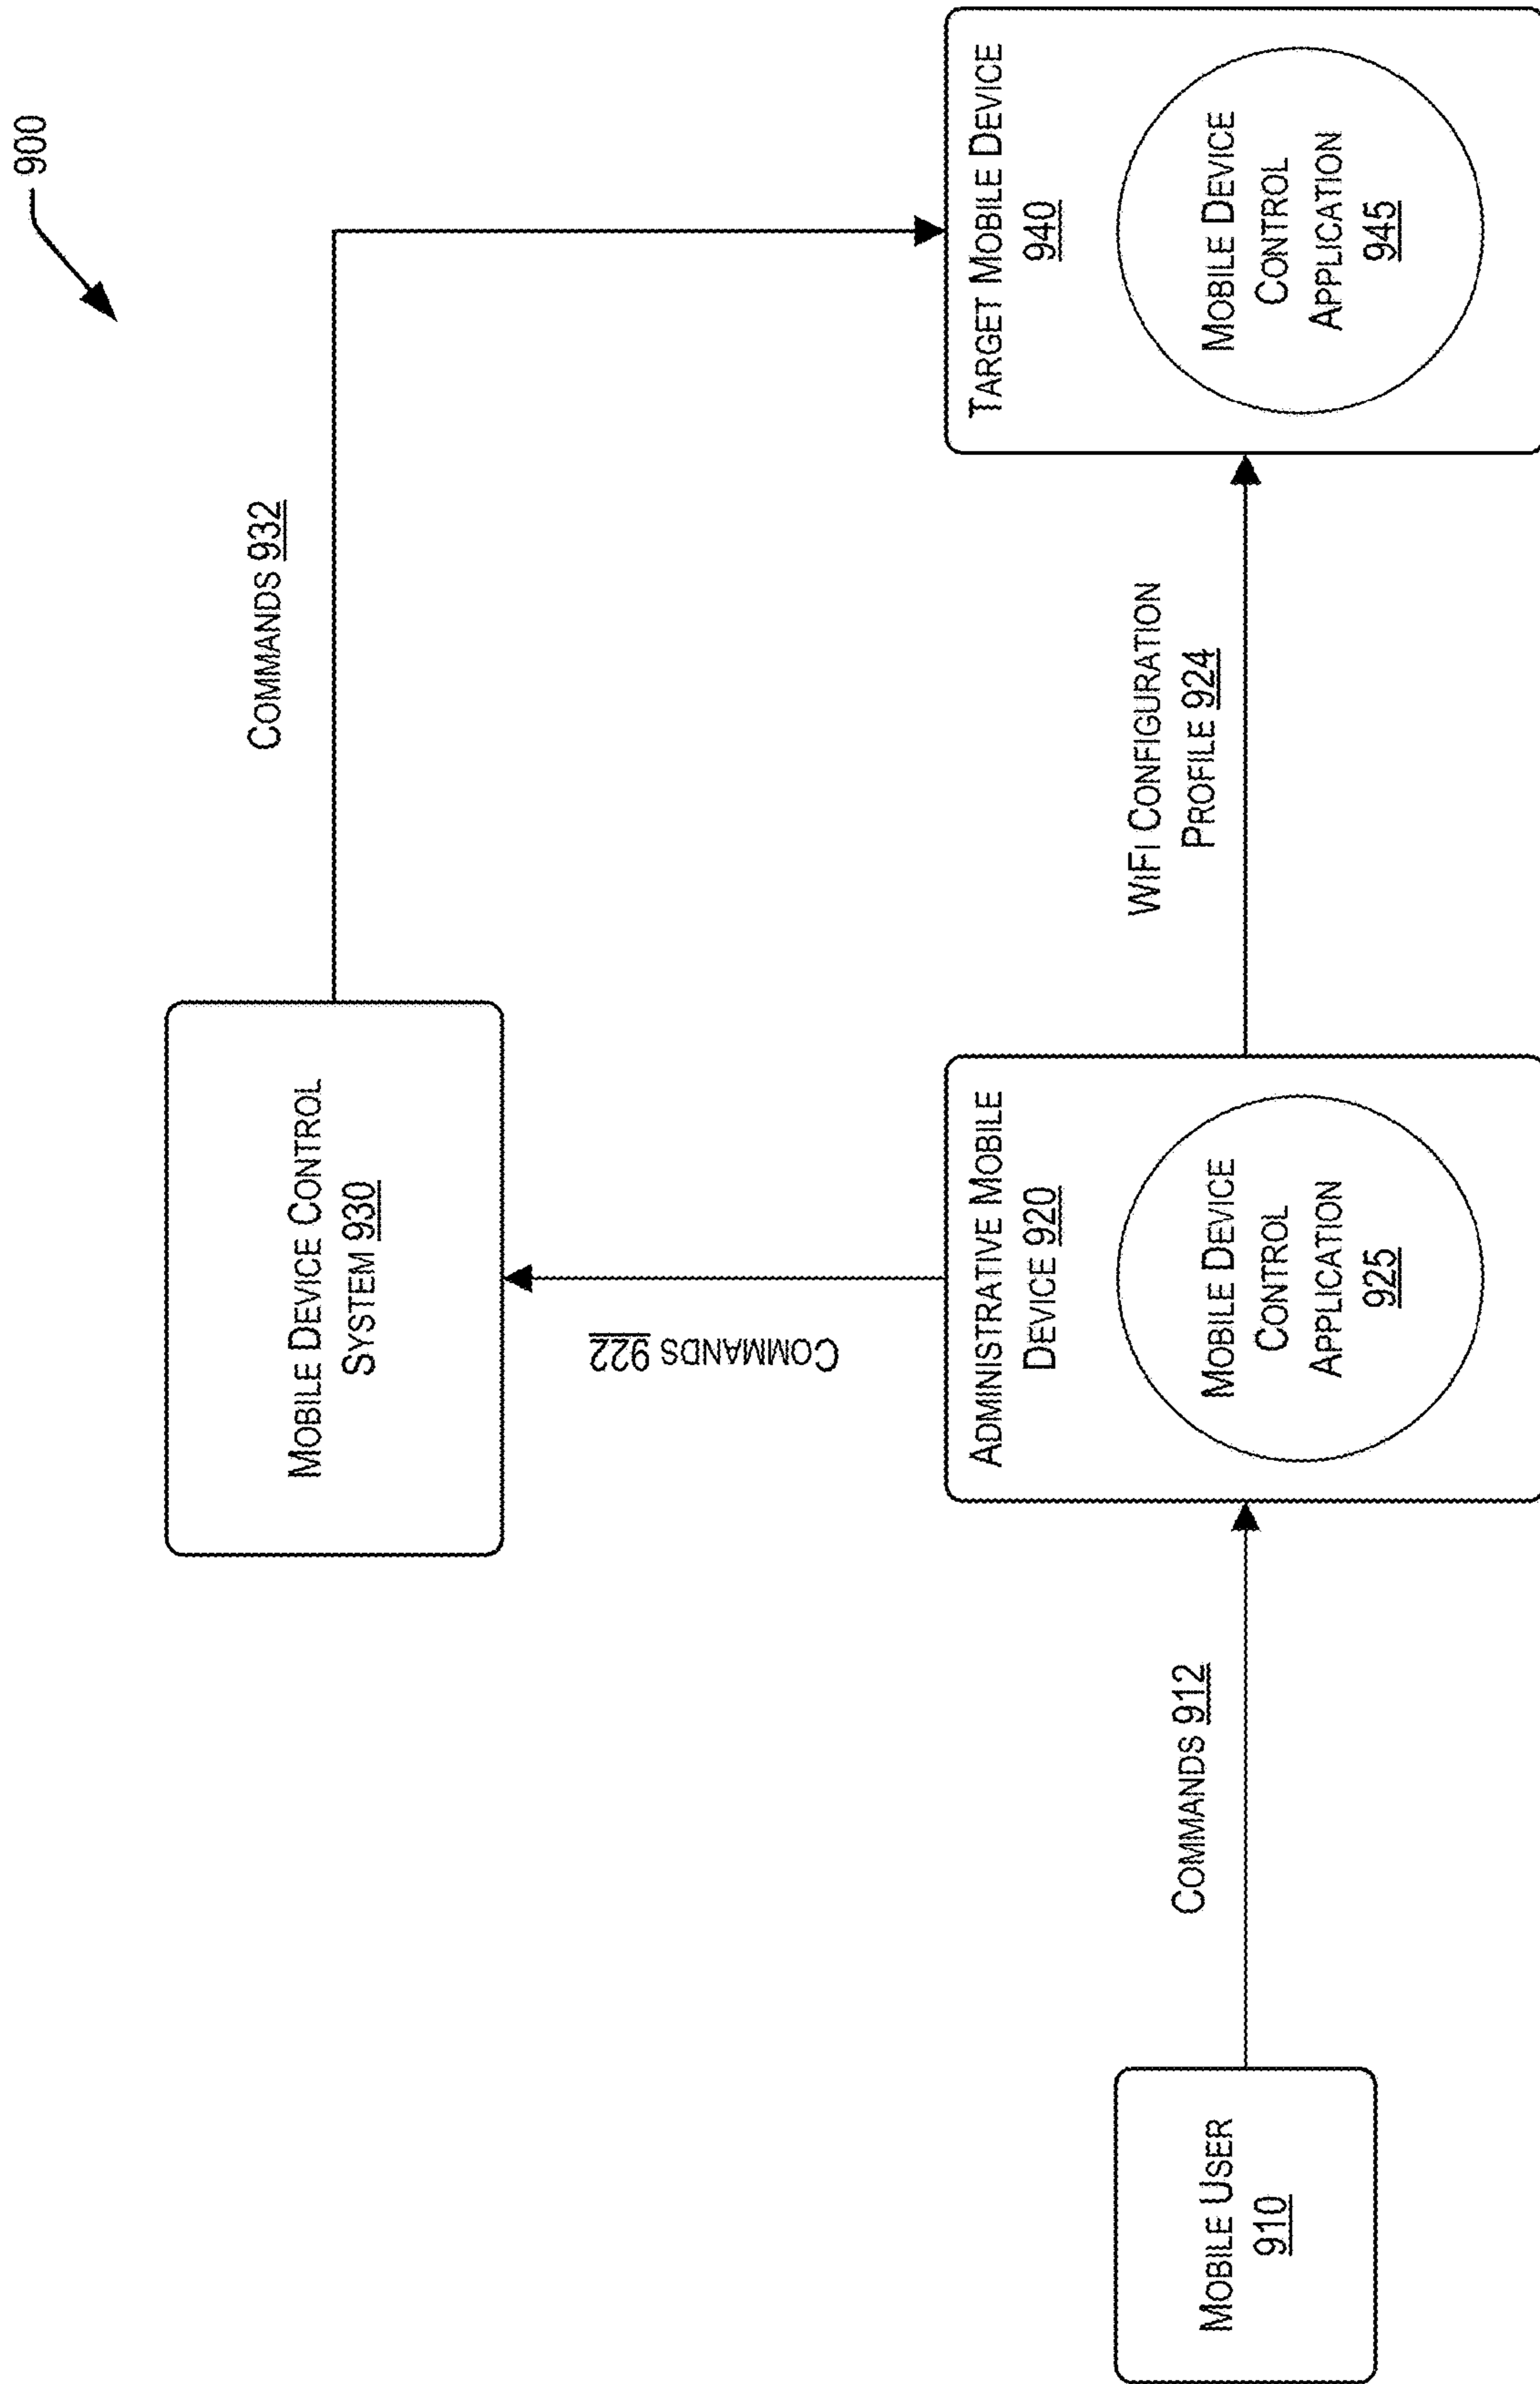 900
COMMANDS 932
MOBILE DEVICE CONTROL
SYSTEM 930
COMMANDS 922
MOBILE USER
910
COMMANDS 912
ADMINISTRATIVE MOBILE
DEVICE 920
MOBILE DEVICE
CONTROL
APPLICATION
925
WIFI CONFIGURATION
PROFILE 924
TARGET MOBILE DEVICE
940
MOBILE DEVICE
CONTROL
APPLICATION
945